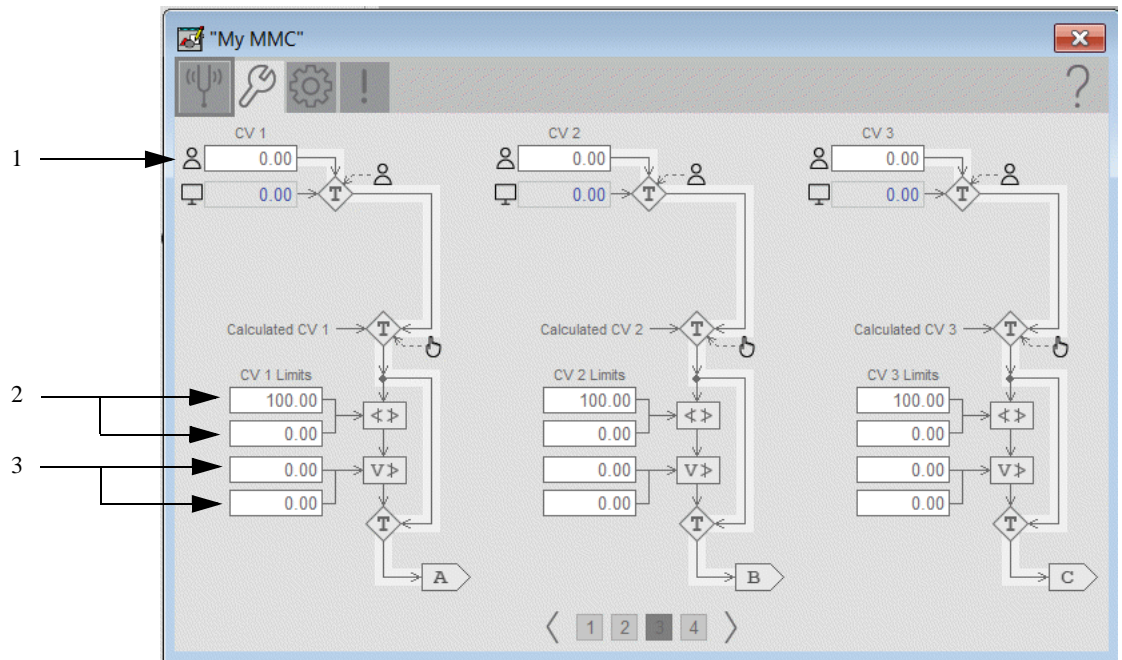 "My MMC"
?
CV 1 CV 2 CV 3
1 0.00 0.00 0.00
0.00 T 0.00 T 0.00 T
Calculated CV 1 T Calculated CV 2 T Calculated CV 3 T
CV 1 Limits CV 2 Limits CV 3 Limits
2 100.00 100.00 100.00
0.00 0.00 0.00
3 0.00 V 0.00 V 0.00 V
0.00 0.00 0.00
T T T
A B C
1 2 3 4